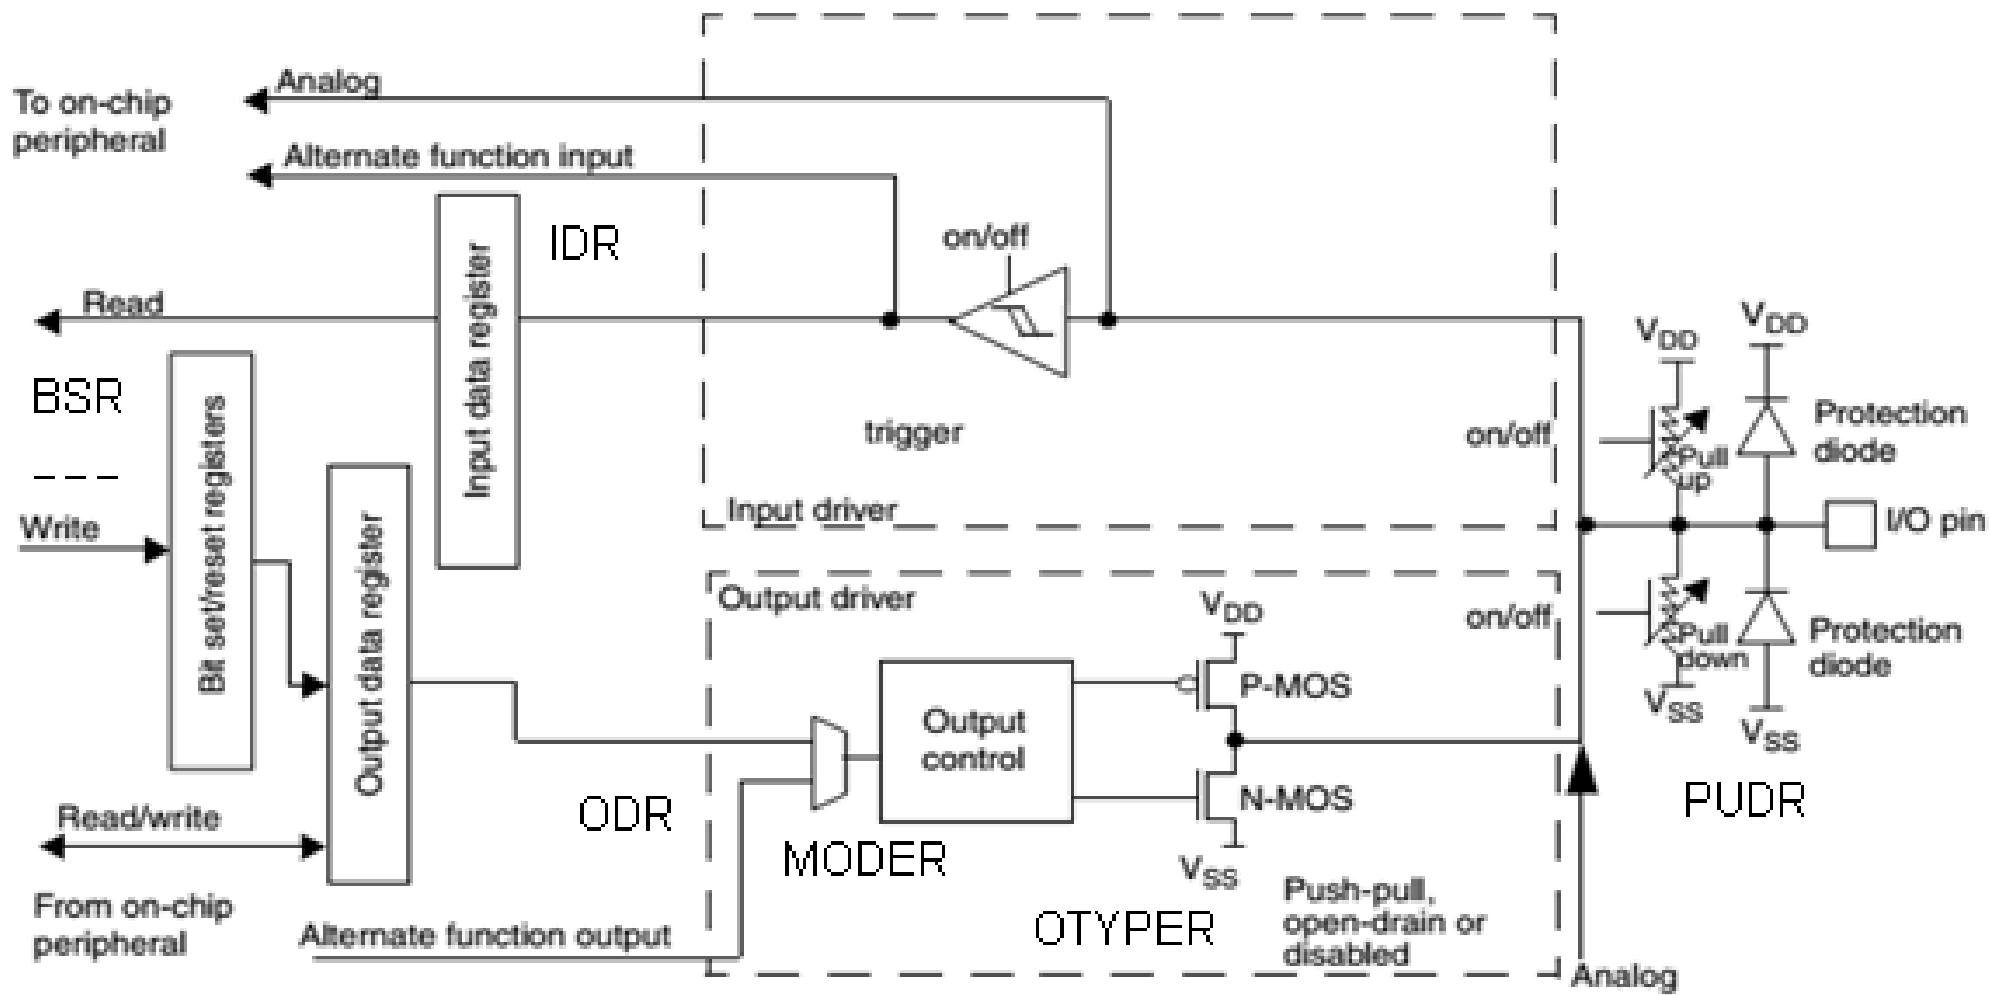 Analog
To on-chip
peripheral
Alternate function input
IDR
on/off
Input data register
Read
VDD
VDD
BSR
Bit set/reset registers
trigger
on/off
Pull
up
Protection
diode
Input driver
Write
I/O pin
Output data register
Output driver
VDD
on/off
Pull
down
Protection
diode
P-MOS
VSS
VSS
Output
control
ODR
N-MOS
PUDR
Read/write
MODER
VSS
From on-chip
peripheral
Alternate function output
OTYPER
Push-pull,
open-drain or
disabled
Analog